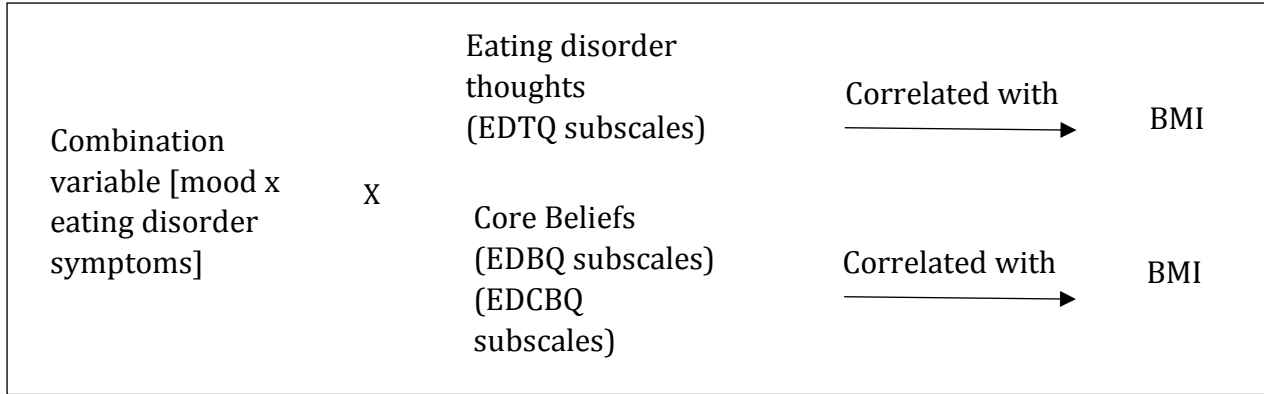 Combination
variable [mood x
eating disorder
symptoms]
X
Eating disorder
thoughts
(EDTQ subscales)
Correlated with
BMI
Core Beliefs
(EDBQ subscales)
(EDCBQ
subscales)
Correlated with
BMI